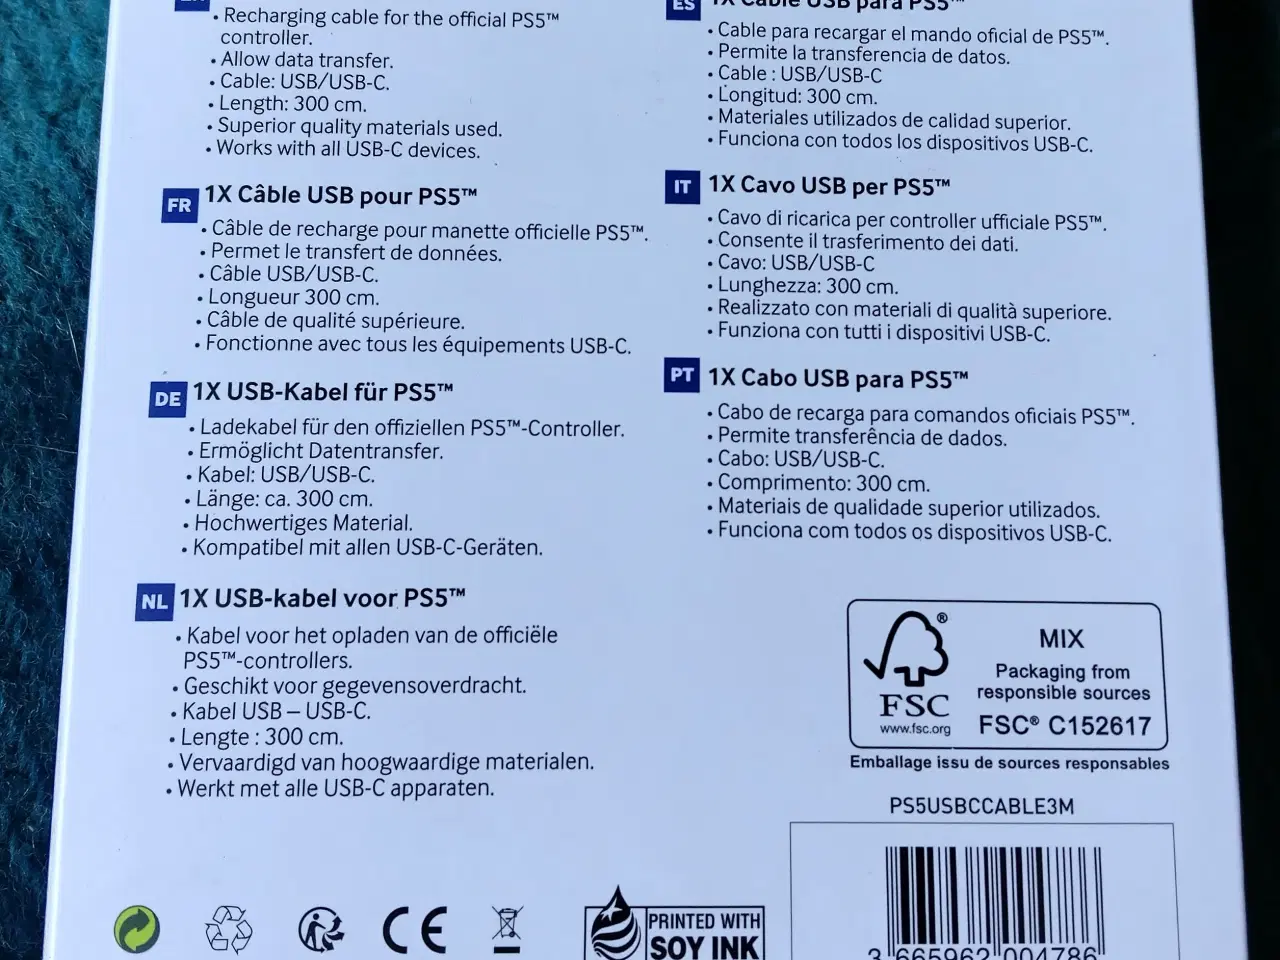 • Recharging cable for the official PS5™
controller.
• Allow data transfer.
• Cable: USB/USB-C.
• Length: 300 cm.
• Superior quality materials used.
• Works with all USB-C devices.
FR 1X Câble USB pour PS5™
• Câble de recharge pour manette officielle PS5™.
• Permet le transfert de données.
• Câble USB/USB-C.
• Longueur 300 cm.
• Câble de qualité supérieure.
• Fonctionne avec tous les équipements USB-C.
DE 1X USB-Kabel für PS5™
• Ladekabel für den offiziellen PS5™-Controller.
• Ermöglicht Datentransfer.
• Kabel: USB/USB-C.
• Länge: ca. 300 cm.
• Hochwertiges Material.
• Kompatibel mit allen USB-C-Geräten.
NL 1X USB-kabel voor PS5™
• Kabel voor het opladen van de officiële
PS5™-controllers.
• Geschikt voor gegevensoverdracht.
• Kabel USB – USB-C.
• Lengte : 300 cm.
• Vervaardigd van hoogwaardige materialen.
• Werkt met alle USB-C apparaten.
ES 1X Cable USB para PS5™
• Cable para recargar el mando oficial de PS5™.
• Permite la transferencia de datos.
• Cable : USB/USB-C
• Longitud: 300 cm.
• Materiales utilizados de calidad superior.
• Funciona con todos los dispositivos USB-C.
IT 1X Cavo USB per PS5™
• Cavo di ricarica per controller ufficiale PS5™.
• Consente il trasferimento dei dati.
• Cavo: USB/USB-C
• Lunghezza: 300 cm.
• Realizzato con materiali di qualità superiore.
• Funziona con tutti i dispositivi USB-C.
PT 1X Cabo USB para PS5™
• Cabo de recarga para comandos oficiais PS5™.
• Permite transferência de dados.
• Cabo: USB/USB-C.
• Comprimento: 300 cm.
• Materiais de qualidade superior utilizados.
• Funciona com todos os dispositivos USB-C.
®
FSC
www.fsc.org
MIX
Packaging from
responsible sources
FSC® C152617
Emballage issu de sources responsables
PS5USBCCABLE3M
3 665962 004786
CE
PRINTED WITH
SOY INK